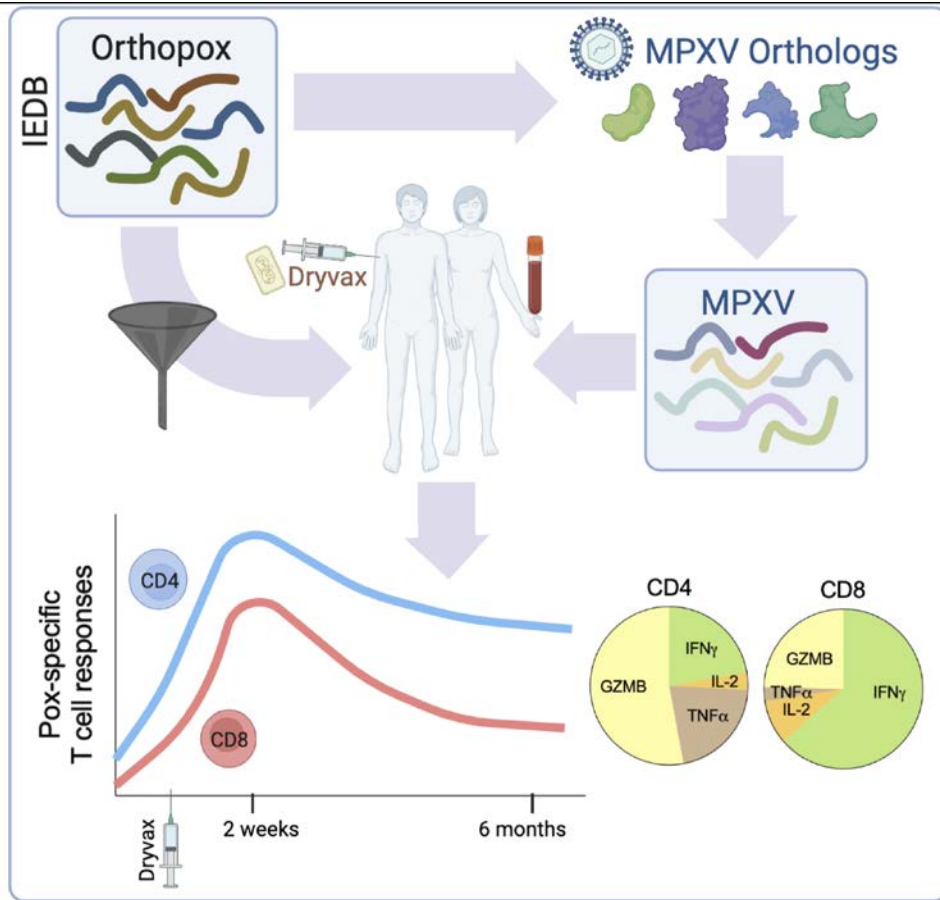 IEDB
Orthopox
MPXV Orthologs
Dryvax
MPXV
Pox-specific
T cell responses
CD4
CD8
Dryvax
2 weeks
6 months
CD4
IFNγ
IL-2
TNFα
GZMB
CD8
GZMB
TNFα
IL-2
IFNγ